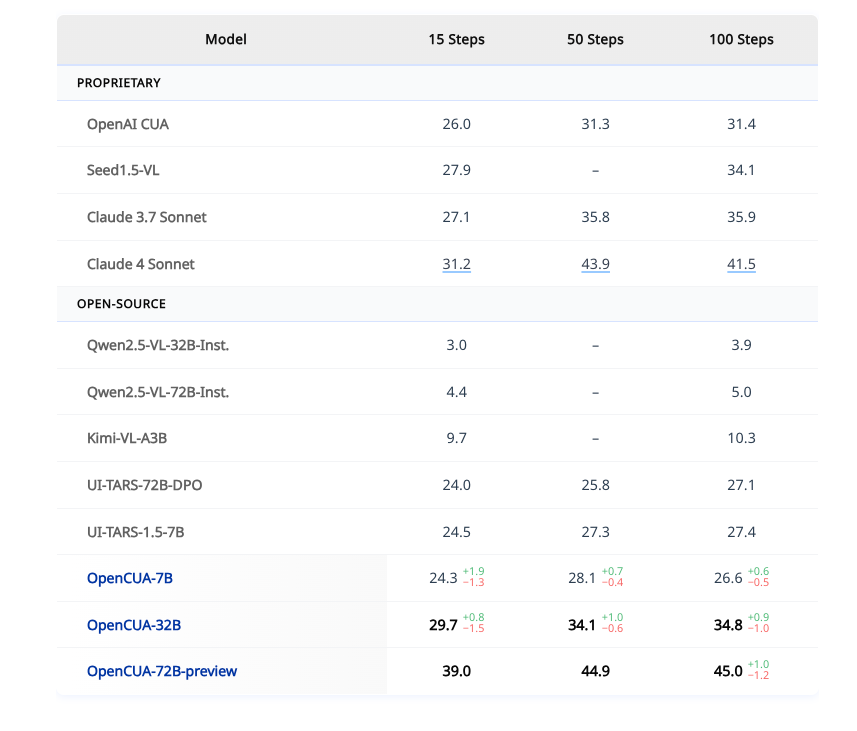 Model 15 Steps 50 Steps 100 Steps
PROPRIETARY
OpenAI CUA 26.0 31.3 31.4
Seed1.5-VL 27.9 – 34.1
Claude 3.7 Sonnet 27.1 35.8 35.9
Claude 4 Sonnet 31.2 43.9 41.5
OPEN-SOURCE
Qwen2.5-VL-32B-Inst. 3.0 – 3.9
Qwen2.5-VL-72B-Inst. 4.4 – 5.0
Kimi-VL-A3B 9.7 – 10.3
UI-TARS-72B-DPO 24.0 25.8 27.1
UI-TARS-1.5-7B 24.5 27.3 27.4
OpenCUA-7B 24.3 +1.9 −1.3 28.1 +0.7 −0.4 26.6 +0.6 −0.5
OpenCUA-32B 29.7 +0.8 −1.5 34.1 +1.0 −0.6 34.8 +0.9 −1.0
OpenCUA-72B-preview 39.0 44.9 45.0 +1.0 −1.2